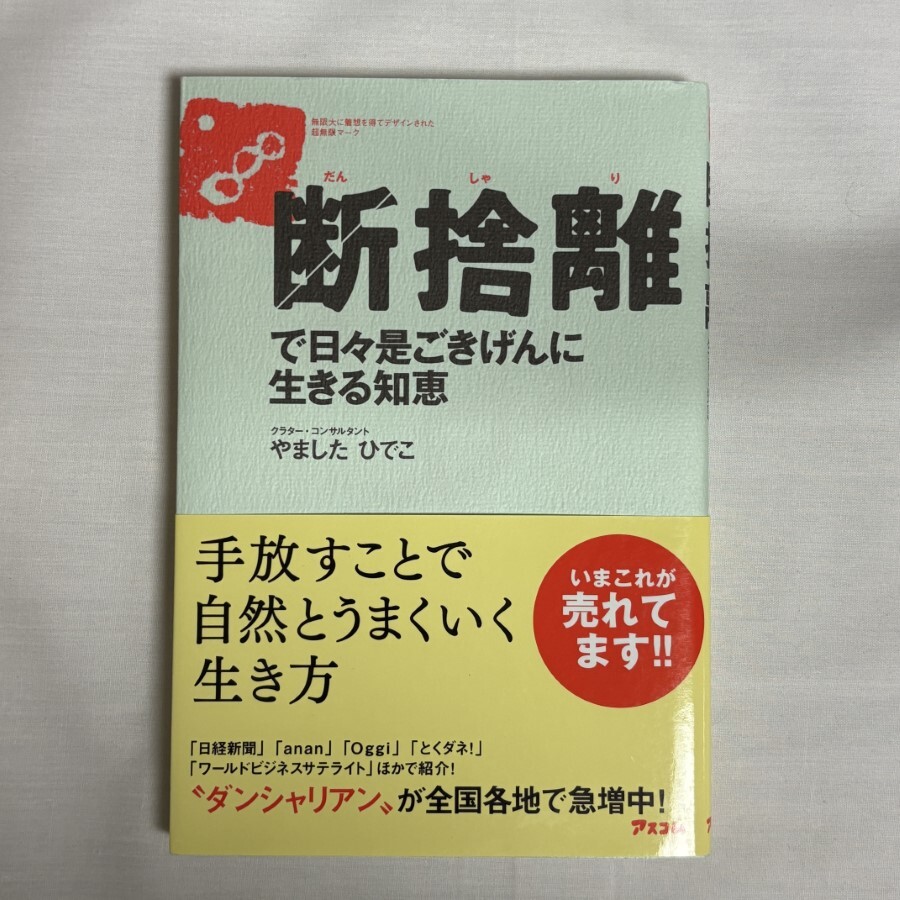 無限大に着想を得てデザインされた
超無限マーク
だん しゃ り
断捨離
で日々是ごきげんに
生きる知恵
クラター・コンサルタント
やました ひでこ
手放すことで
自然とうまくいく
生き方
いまこれが
売れて
ます!!
「日経新聞」「anan」「Oggi」「とくダネ!」
「ワールドビジネスサテライト」ほかで紹介!
〝ダンシャリアン〟が全国各地で急増中!
アスコム